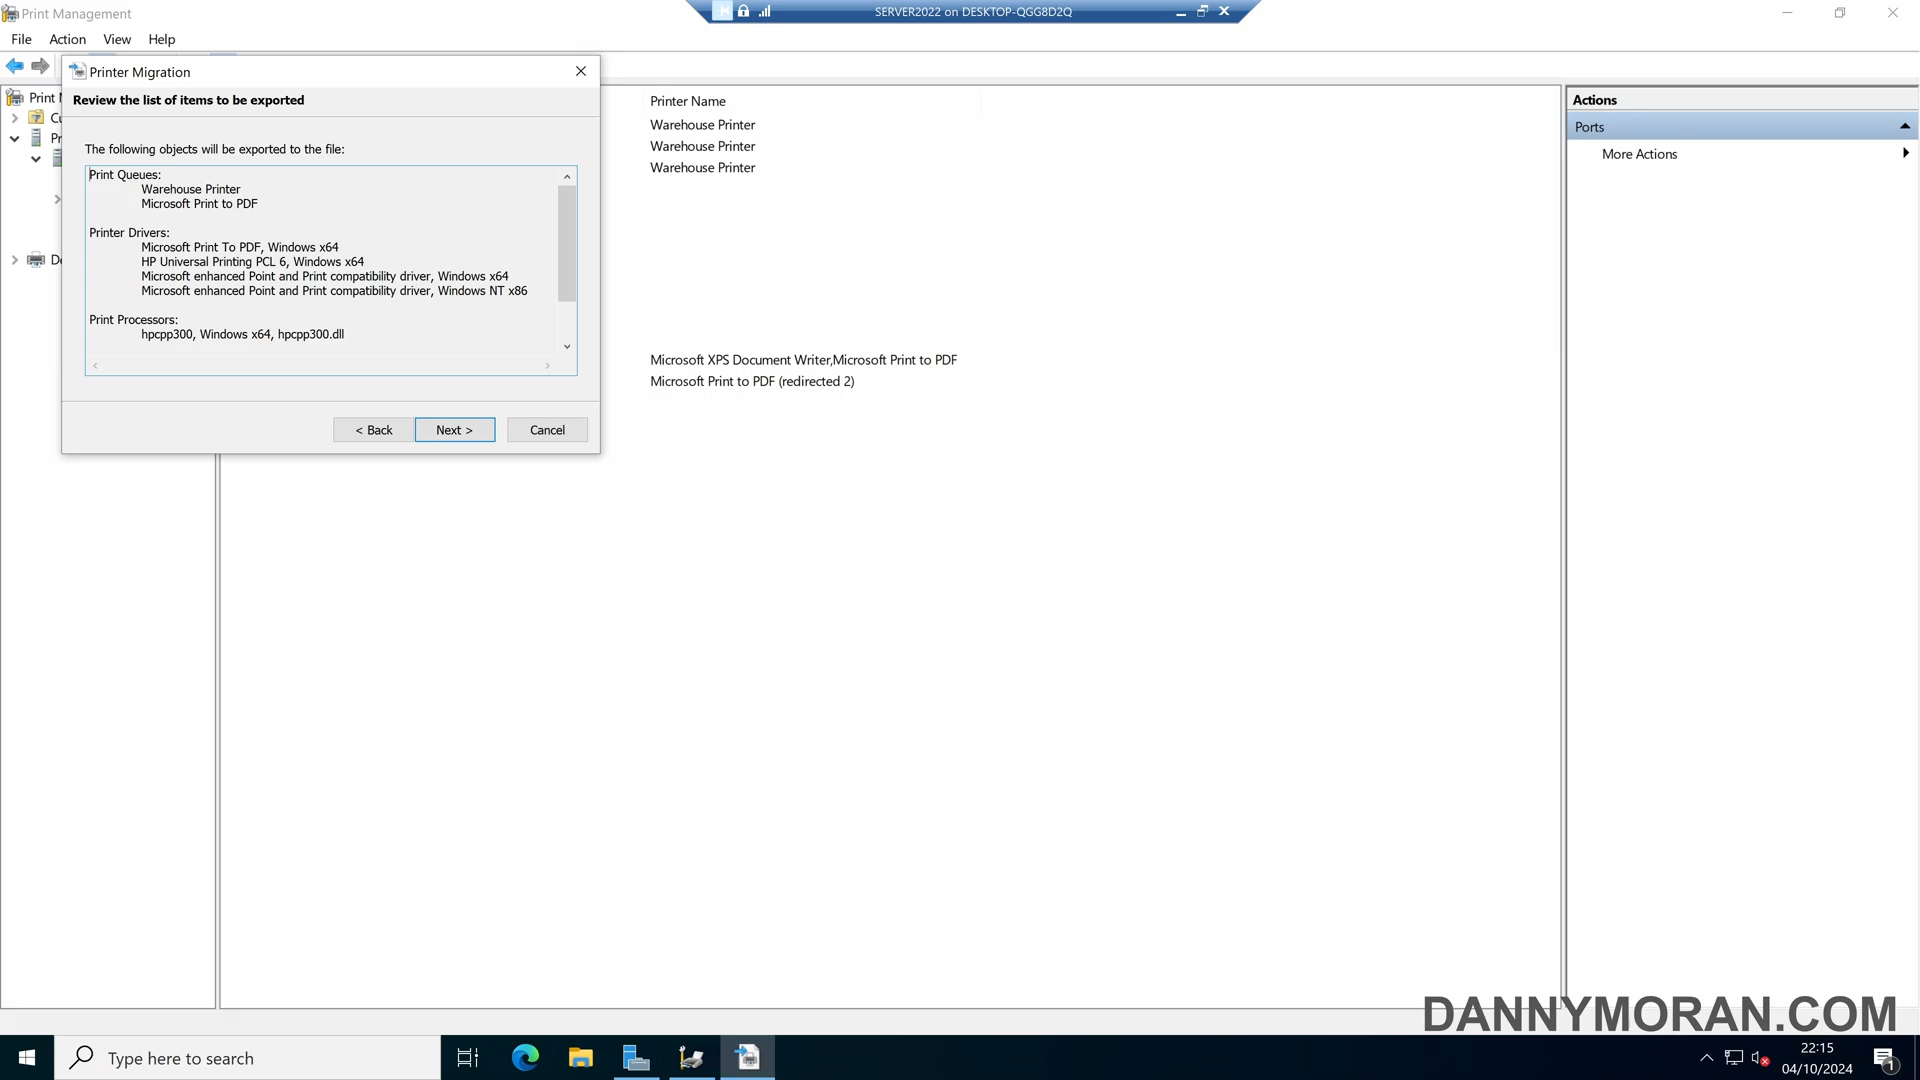 Print Management
SERVER2022 on DESKTOP-QGG8D2Q
File Action View Help
Printer Migration
Review the list of items to be exported
The following objects will be exported to the file:
Print Queues:
Warehouse Printer
Microsoft Print to PDF
Printer Drivers:
Microsoft Print To PDF, Windows x64
HP Universal Printing PCL 6, Windows x64
Microsoft enhanced Point and Print compatibility driver, Windows x64
Microsoft enhanced Point and Print compatibility driver, Windows NT x86
Print Processors:
hpcpp300, Windows x64, hpcpp300.dll
< Back Next > Cancel
Print
Printer Name
Warehouse Printer
Warehouse Printer
Warehouse Printer
Microsoft XPS Document Writer,Microsoft Print to PDF
Microsoft Print to PDF (redirected 2)
Actions
Ports
More Actions
DANNYMORAN.COM
Type here to search
22:15
04/10/2024
1